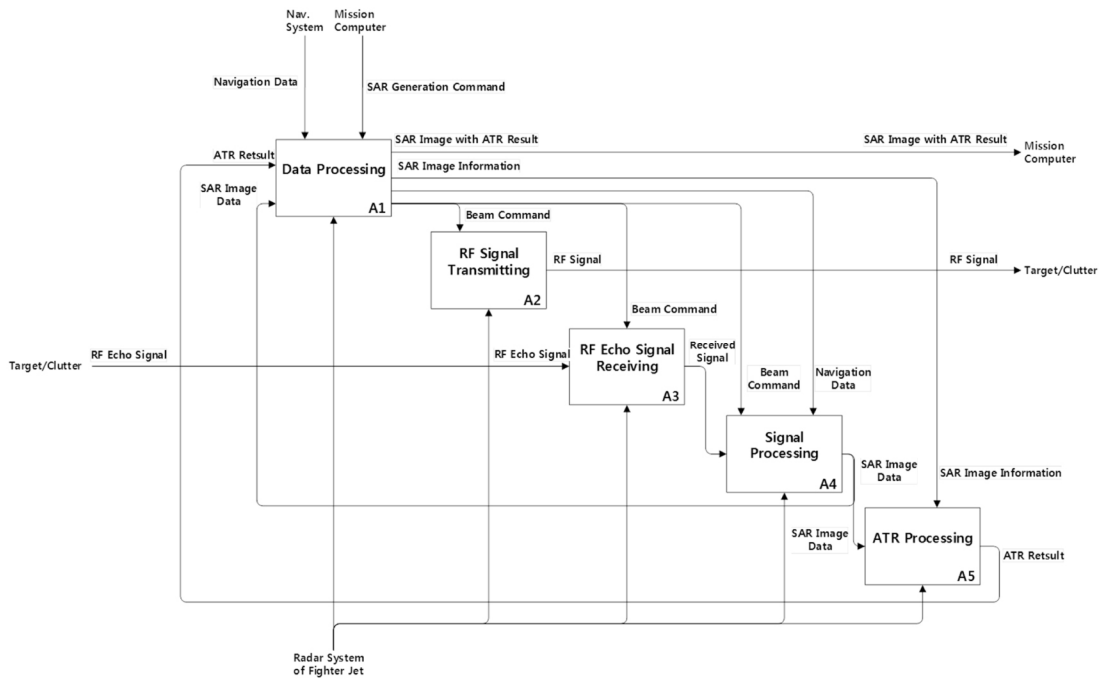 Nav.
System
Mission
Computer
Navigation Data
SAR Generation Command
ATR Retsult
SAR Image with ATR Result
SAR Image with ATR Result
Mission
Computer
Data Processing
A1
SAR Image Information
SAR Image
Data
Beam Command
RF Signal
Transmitting
A2
RF Signal
RF Signal
Target/Clutter
Beam Command
Target/Clutter
RF Echo Signal
RF Echo Signal
RF Echo Signal
Receiving
A3
Received
Signal
Beam
Command
Navigation
Data
Signal
Processing
A4
SAR Image
Data
SAR Image Information
SAR Image
Data
ATR Processing
A5
ATR Retsult
Radar System
of Fighter Jet